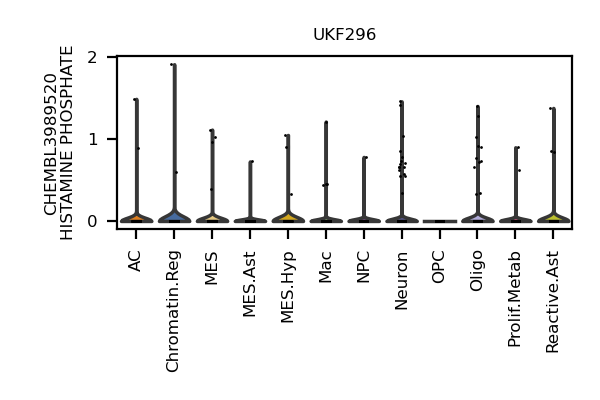 UKF296
CHEMBL3989520
HISTAMINE PHOSPHATE
2
1
0
AC
Chromatin.Reg
MES
MES.Ast
MES.Hyp
Mac
NPC
Neuron
OPC
Oligo
Prolif.Metab
Reactive.Ast